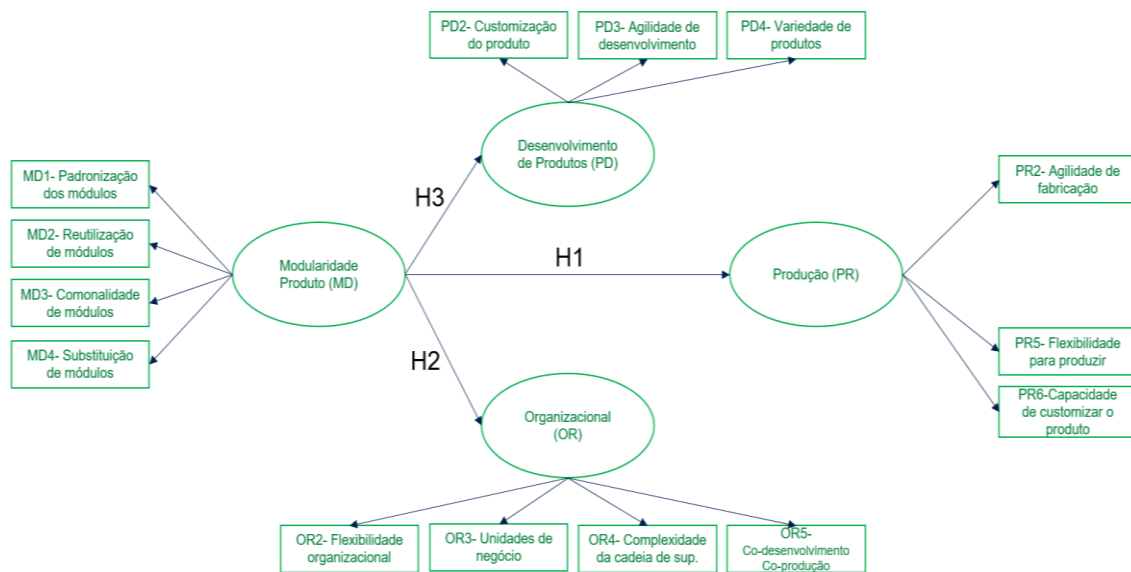 PD2- Customização
do produto
PD3- Agilidade de
desenvolvimento
PD4- Variedade de
produtos
Desenvolvimento
de Produtos (PD)
MD1- Padronização
dos módulos
MD2- Reutilização
de módulos
MD3- Comonalidade
de módulos
MD4- Substituição
de módulos
Modularidade
Produto (MD)
H3
H1
H2
Produção (PR)
PR2- Agilidade de
fabricação
PR5- Flexibilidade
para produzir
PR6-Capacidade
de customizar o
produto
Organizacional
(OR)
OR2- Flexibilidade
organizacional
OR3- Unidades de
negócio
OR4- Complexidade
da cadeia de sup.
OR5-
Co-desenvolvimento
Co-produção